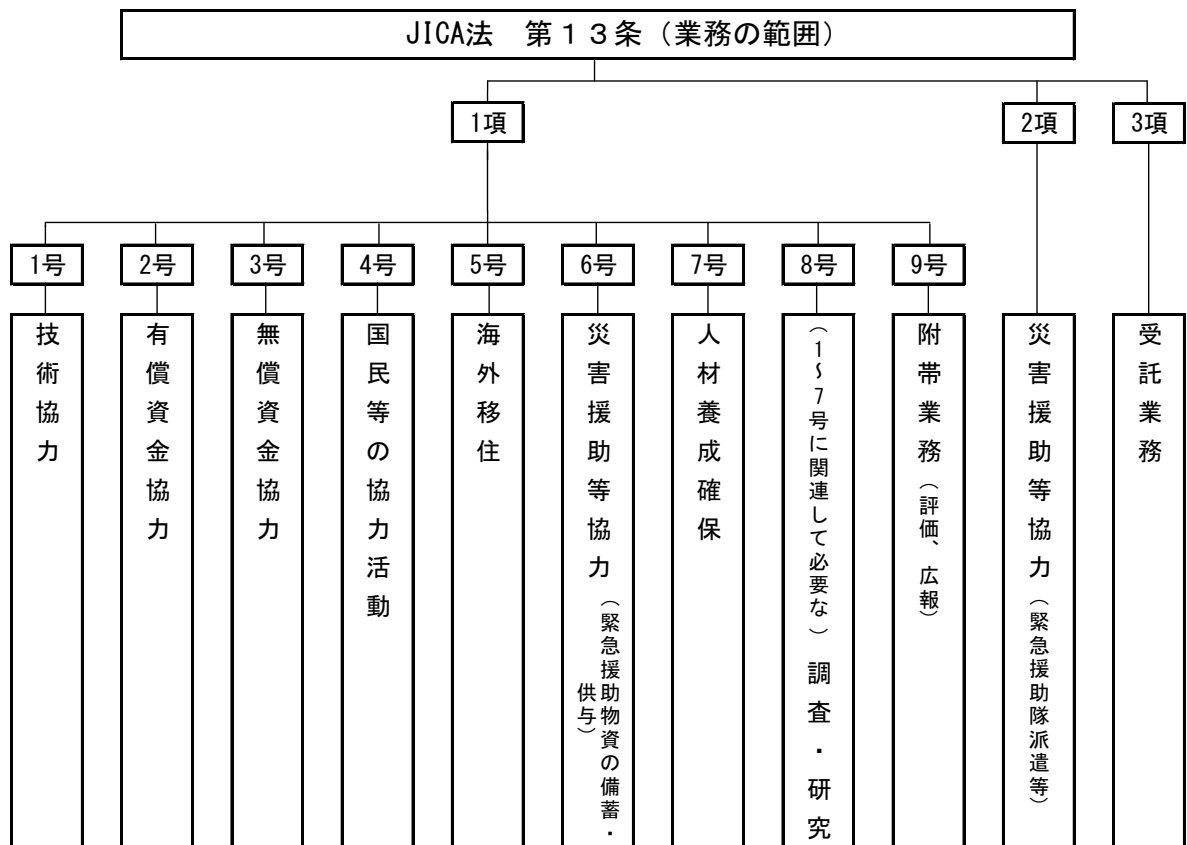 JICA法　第１３条（業務の範囲）
1項
2項
3項
1号
2号
3号
4号
5号
6号
7号
8号
9号
技術協力
有償資金協力
無償資金協力
国民等の協力活動
海外移住
災害援助等協力（緊急援助物資の備蓄・
供与）
人材養成確保
（1～7号に関連して必要な）調査・研究
附帯業務（評価、広報）
災害援助等協力（緊急援助隊派遣等）
受託業務